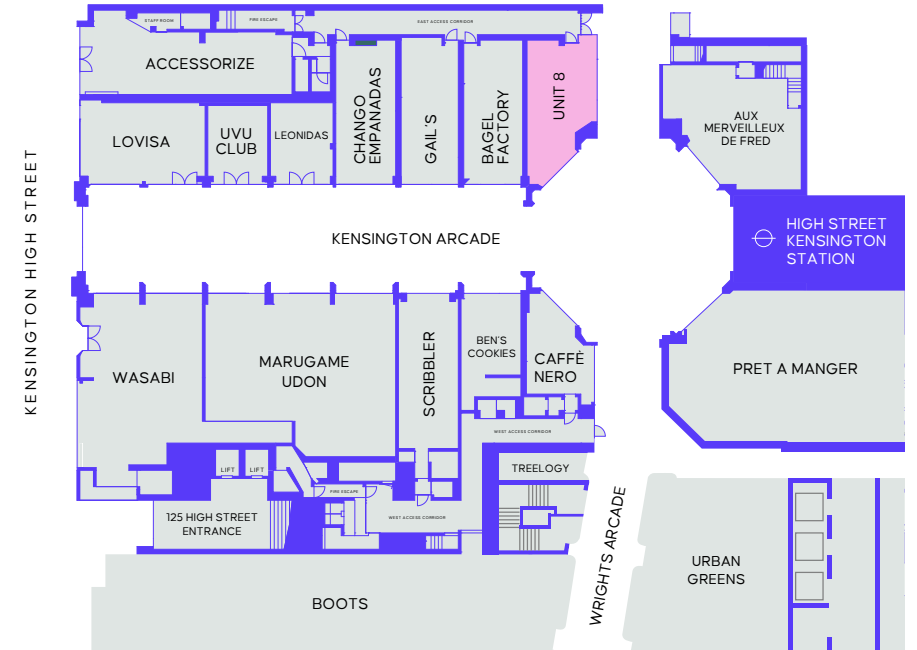 STAFF ROOM
FIRE ESCAPE
EAST ACCESS CORRIDOR
ACCESSORIZE
LOVISA
UVU
CLUB
LEONIDAS
CHANGO
EMPANADAS
GAIL'S
BAGEL
FACTORY
UNIT 8
AUX
MERVEILLEUX
DE FRED
KENSINGTON HIGH STREET
KENSINGTON ARCADE
HIGH STREET
KENSINGTON
STATION
WASABI
MARUGAME
UDON
SCRIBBLER
BEN'S
COOKIES
CAFFÈ
NERO
PRET A MANGER
WEST ACCESS CORRIDOR
LIFT
LIFT
TREELOGY
FIRE ESCAPE
125 HIGH STREET
ENTRANCE
WEST ACCESS CORRIDOR
WRIGHTS ARCADE
URBAN
GREENS
BOOTS